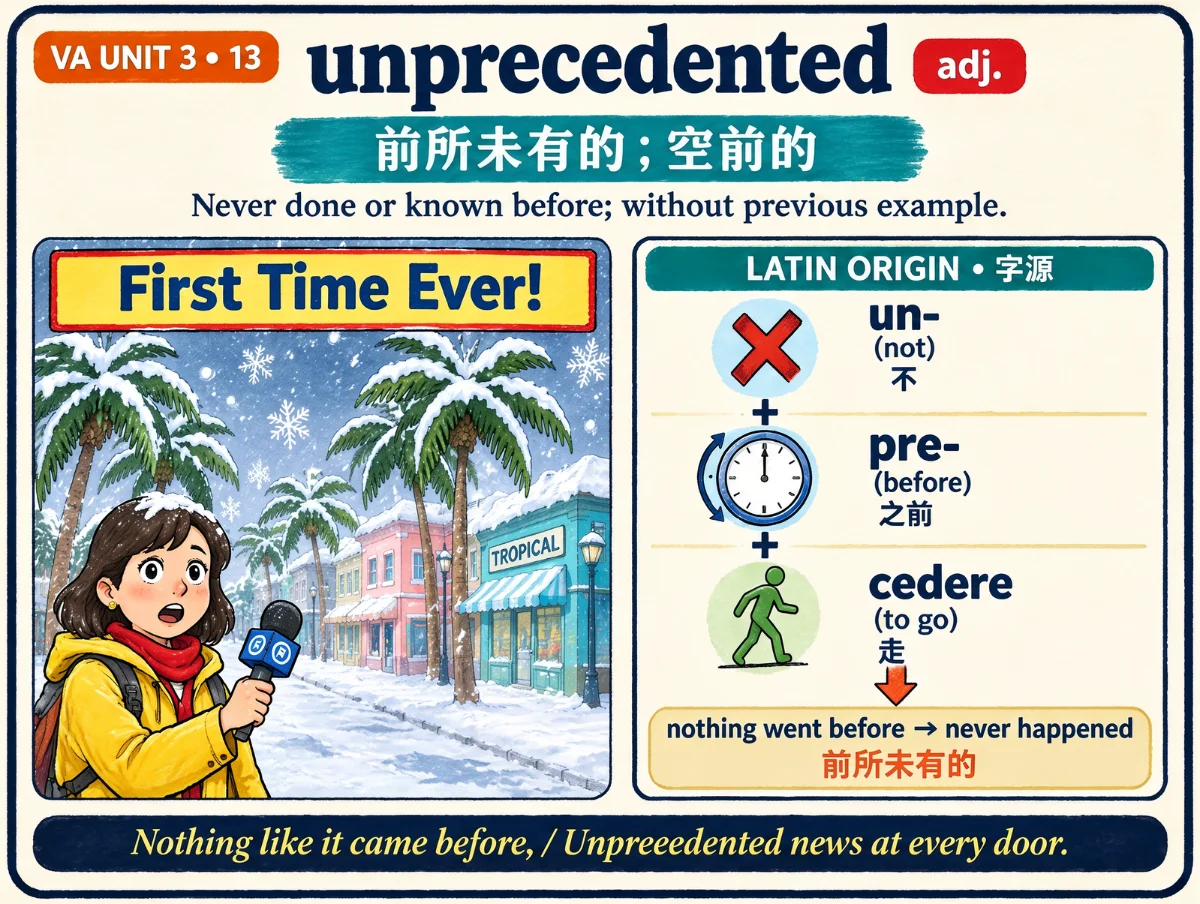 VA UNIT 3 • 13
unprecedented
adj.
前所未有的；空前的
Never done or known before; without previous example.
First Time Ever!
TROPICAL
LATIN ORIGIN • 字源
un-
(not)
不
+
pre-
(before)
之前
+
cedere
(to go)
走
nothing went before → never happened
前所未有的
Nothing like it came before, / Unpreeedented news at every door.